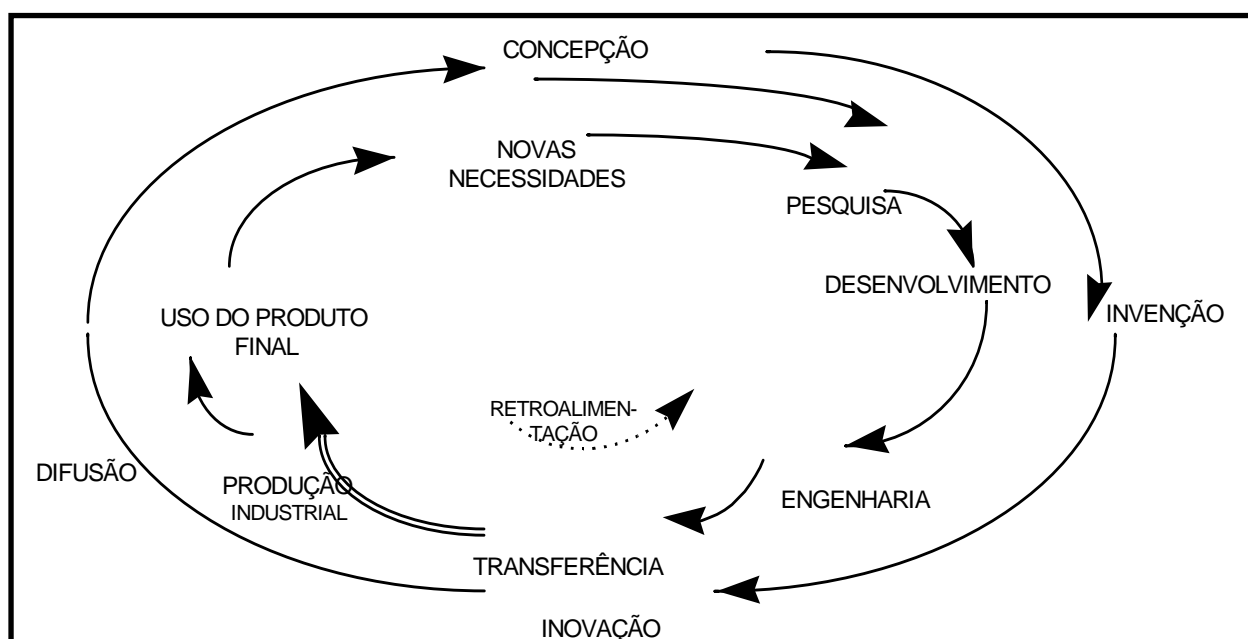 CONCEPÇÃO
NOVAS
NECESSIDADES
PESQUISA
DESENVOLVIMENTO
INVENÇÃO
USO DO PRODUTO
FINAL
RETROALIMEN-
TAÇÃO
DIFUSÃO
PRODUÇÃO
INDUSTRIAL
ENGENHARIA
TRANSFERÊNCIA
INOVAÇÃO